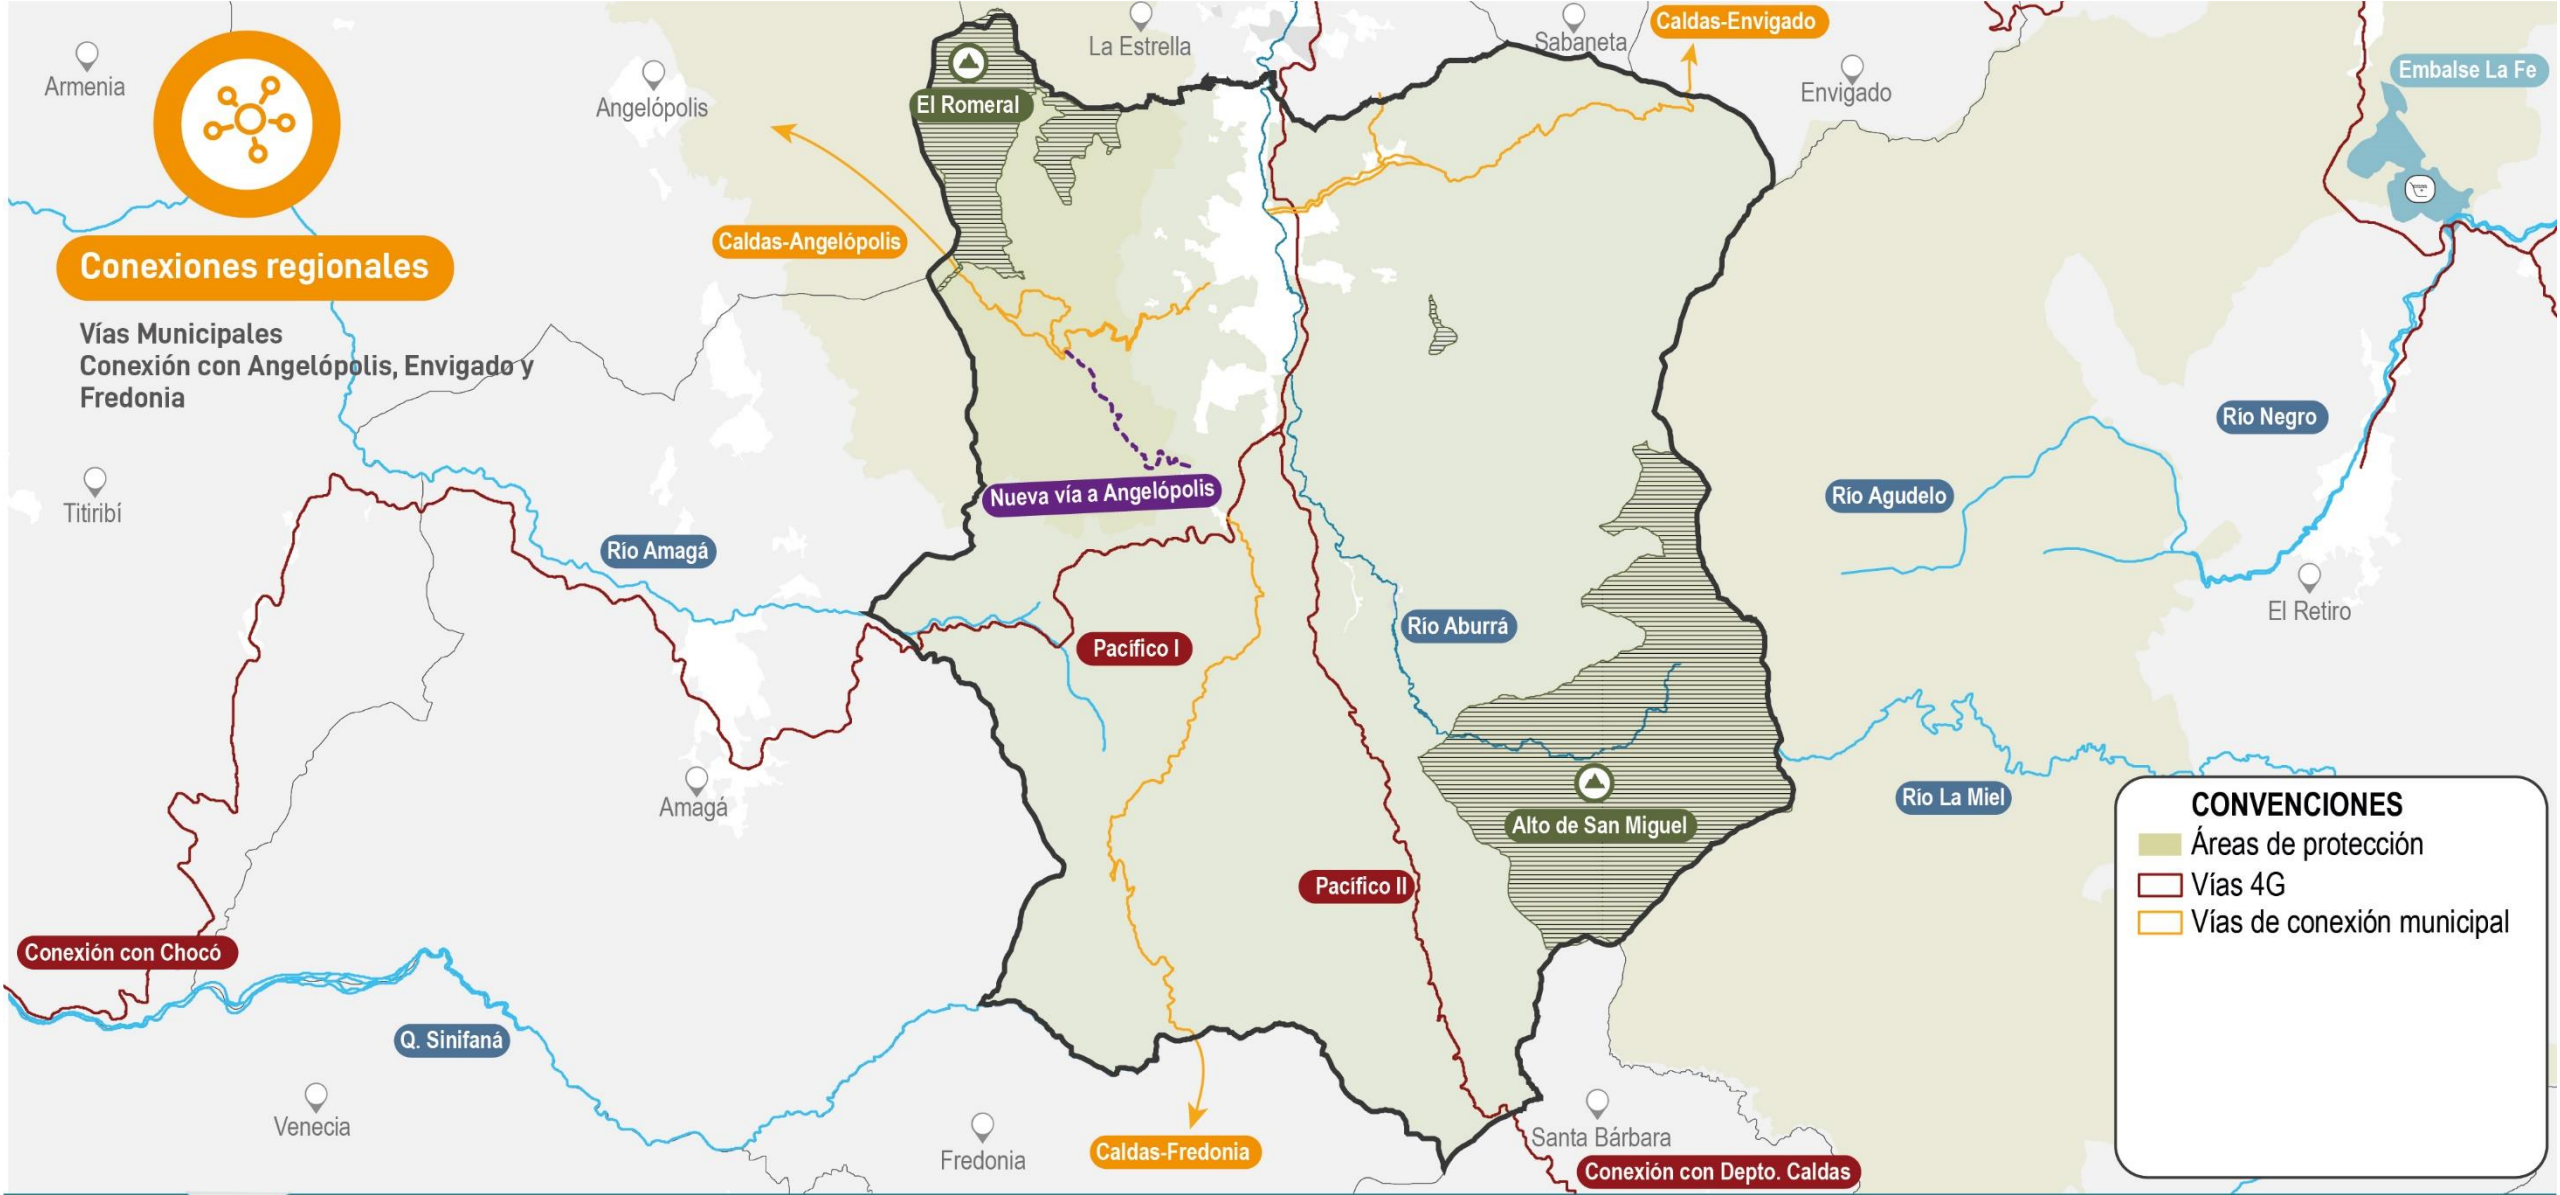 Conexiones regionales
Vías Municipales
Conexión con Angelópolis, Envigado y
Fredonia
Armenia
Angelópolis
La Estrella
Sabaneta
Caldas-Envigado
Envigado
Embalse La Fe
El Romeral
Caldas-Angelópolis
Río Negro
Titiribí
Nueva vía a Angelópolis
Río Agudelo
Río Amagá
El Retiro
Río Aburrá
Pacífico I
Amagá
Río La Miel
Alto de San Miguel
Pacífico II
Conexión con Chocó
Q. Sinifaná
Venecia
Fredonia
Caldas-Fredonia
Santa Bárbara
Conexión con Depto. Caldas
CONVENCIONES
Áreas de protección
Vías 4G
Vías de conexión municipal